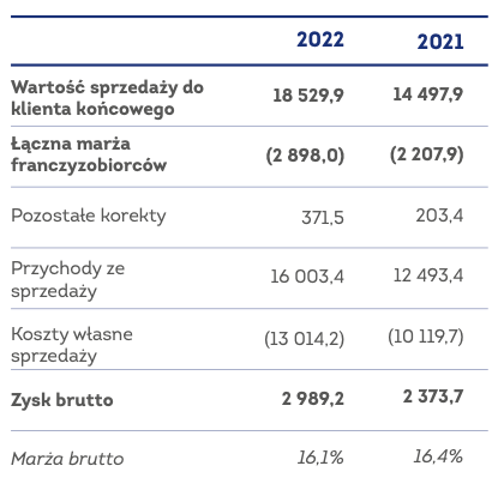 2022 2021
Wartość sprzedaży do
klienta końcowego 18 529,9 14 497,9
Łączna marża
franczyzobiorców (2 898,0) (2 207,9)
Pozostałe korekty 371,5 203,4
Przychody ze
sprzedaży 16 003,4 12 493,4
Koszty własne
sprzedaży (13 014,2) (10 119,7)
Zysk brutto 2 989,2 2 373,7
Marża brutto 16,1% 16,4%